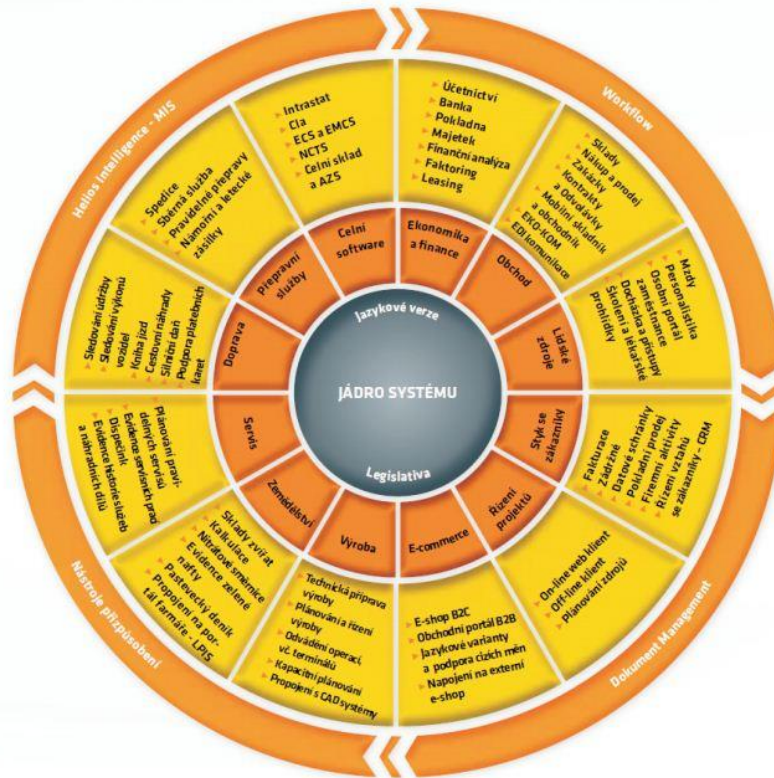 Helios Intelligence - MIS
Workflow
Dokument Management
Nástroje přizpůsobení
Jazykové verze
JÁDRO SYSTÉMU
Legislativa
Ekonomika
a finance
Účetnictví
Banka
Pokladna
Majetek
Finanční analýza
Faktoring
Leasing
Obchod
Sklady
Nákup a prodej
Zakázky
Kontrakty
a Odvolávky
Mobilní skladník
a obchodník
EKO-KOM
EDI komunikace
Lidské
zdroje
Mzdy
Personalistika
Osobní portál
zaměstnance
Docházka a přístupy
Školení a lékařské
prohlídky
Styk se
zákazníky
Fakturace
Zádržné
Datové schránky
Pokladní prodej
Firemní aktivity
Řízení vztahů
se zákazníky - CRM
Řízení
projektů
On-line web klient
Off-line klient
Plánování zdrojů
E-commerce
E-shop B2C
Obchodní portál B2B
Jazykové varianty
a podpora cizích měn
Napojení na externí
e-shop
Výroba
Technická příprava
výroby
Plánování a řízení
výroby
Odvádění operací,
vč. terminálů
Kapacitní plánování
Propojení s CAD systémy
Zemědělství
Sklady zvířat
Kalkulace
Nitrátové směrnice
Evidence zelené
nafty
Pastevecký deník
Propojení na por-
tál farmáře - LPIS
Servis
Plánování pravi-
delných servisů
Evidence servisních prací
Dispečink
Evidence historie služeb
a náhradních dílů
Doprava
Sledování údržby
Sledování výkonů
vozidel
Kniha jízd
Cestovní náhrady
Silniční daň
Podpora platebních
karet
Přepravní
služby
Spedice
Sběrná služba
Pravidelné přepravy
Námořní a letecké
zásilky
Celní
software
Intrastat
Cla
ECS a EMCS
NCTS
Celní sklad
a AZS